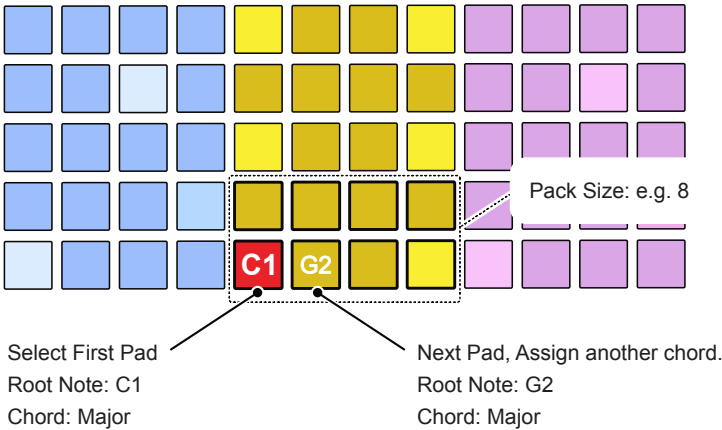 Pack Size: e.g. 8
C1
G2
Select First Pad
Root Note: C1
Chord: Major
Next Pad, Assign another chord.
Root Note: G2
Chord: Major